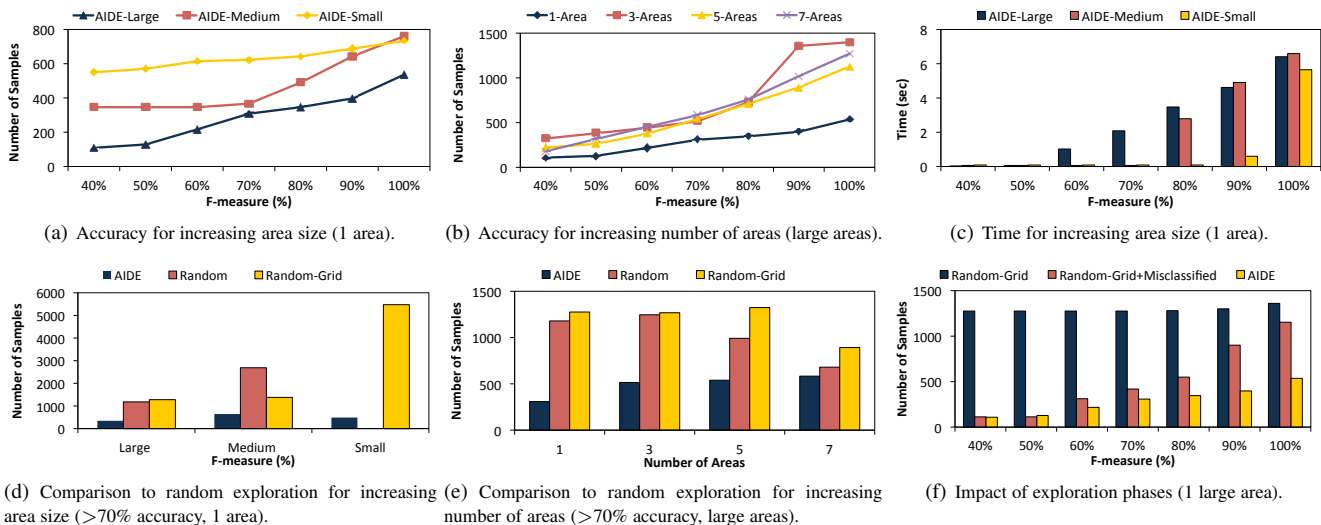 AIDE-Large AIDE-Medium AIDE-Small
Number of Samples
800
600
400
200
0
40% 50% 60% 70% 80% 90% 100%
F-measure (%)
(a) Accuracy for increasing area size (1 area).
1-Area 3-Areas 5-Areas 7-Areas
Number of Samples
1500
1000
500
0
40% 50% 60% 70% 80% 90% 100%
F-measure (%)
(b) Accuracy for increasing number of areas (large areas).
AIDE-Large AIDE-Medium AIDE-Small
Time (sec)
8
6
4
2
0
40% 50% 60% 70% 80% 90% 100%
F-measure (%)
(c) Time for increasing area size (1 area).
AIDE Random Random-Grid
Number of Samples
6000
5000
4000
3000
2000
1000
0
Large Medium Small
F-measure (%)
(d) Comparison to random exploration for increasing
area size (>70% accuracy, 1 area).
AIDE Random Random-Grid
Number of Samples
1500
1000
500
0
1 3 5 7
Number of Areas
(e) Comparison to random exploration for increasing
number of areas (>70% accuracy, large areas).
Random-Grid Random-Grid+Misclassified AIDE
Number of Samples
1500
1000
500
0
40% 50% 60% 70% 80% 90% 100%
F-measure (%)
(f) Impact of exploration phases (1 large area).